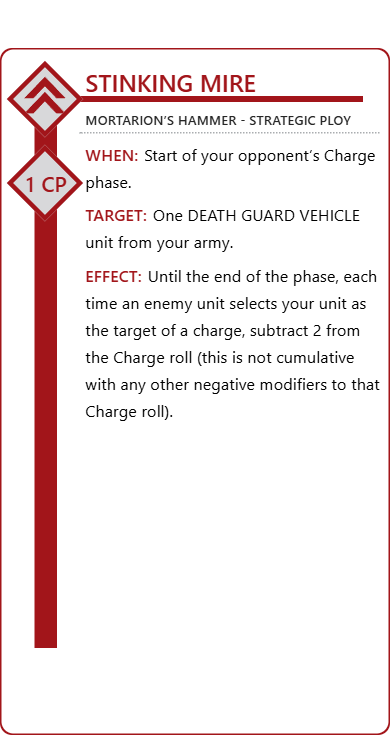 STINKING MIRE
MORTARION’S HAMMER - STRATEGIC PLOY
1 CP
WHEN: Start of your opponent’s Charge
phase.
TARGET: One DEATH GUARD VEHICLE
unit from your army.
EFFECT: Until the end of the phase, each
time an enemy unit selects your unit as
the target of a charge, subtract 2 from
the Charge roll (this is not cumulative
with any other negative modifiers to that
Charge roll).